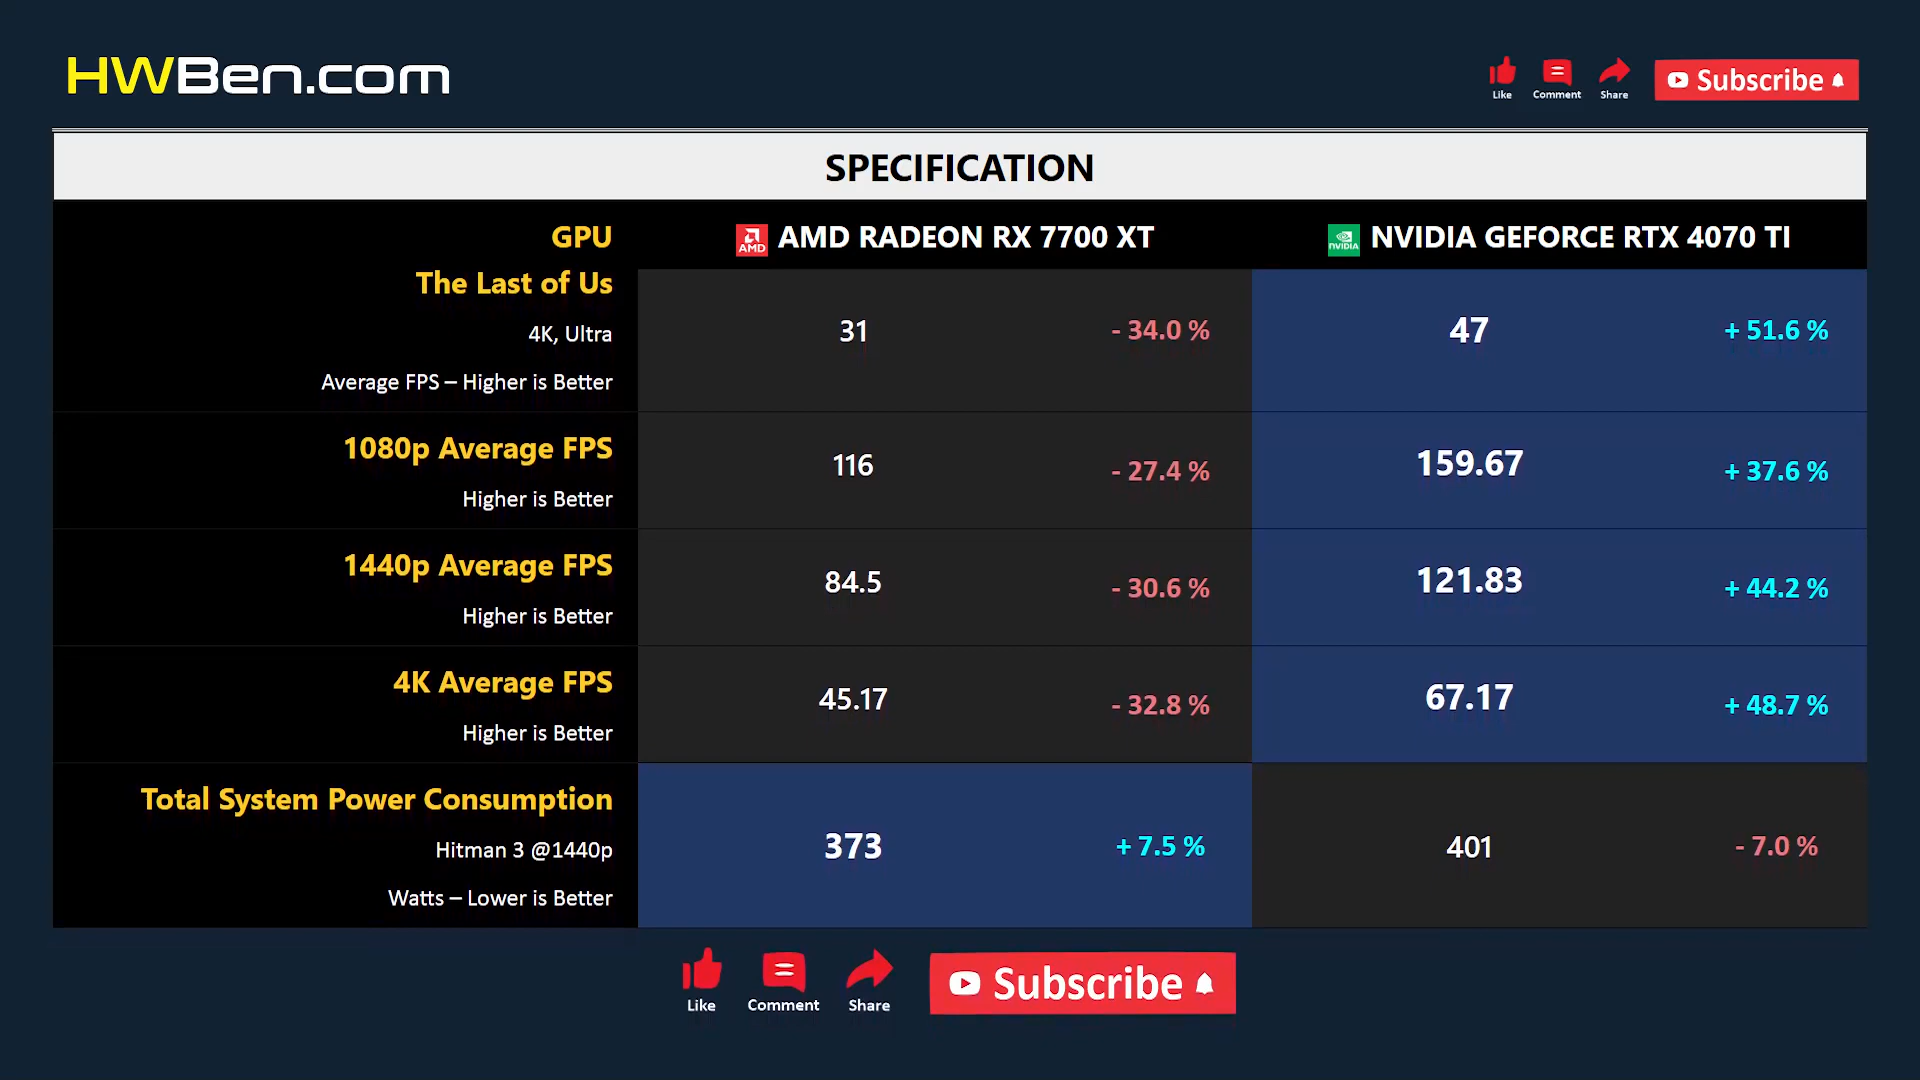 HWBen.com
Like
Comment
Share
Subscribe
SPECIFICATION
GPU
AMD
AMD RADEON RX 7700 XT
NVIDIA
NVIDIA GEFORCE RTX 4070 TI
The Last of Us
4K, Ultra
Average FPS – Higher is Better
31
- 34.0 %
47
+ 51.6 %
1080p Average FPS
Higher is Better
116
- 27.4 %
159.67
+ 37.6 %
1440p Average FPS
Higher is Better
84.5
- 30.6 %
121.83
+ 44.2 %
4K Average FPS
Higher is Better
45.17
- 32.8 %
67.17
+ 48.7 %
Total System Power Consumption
Hitman 3 @1440p
Watts – Lower is Better
373
+ 7.5 %
401
- 7.0 %
Like
Comment
Share
Subscribe